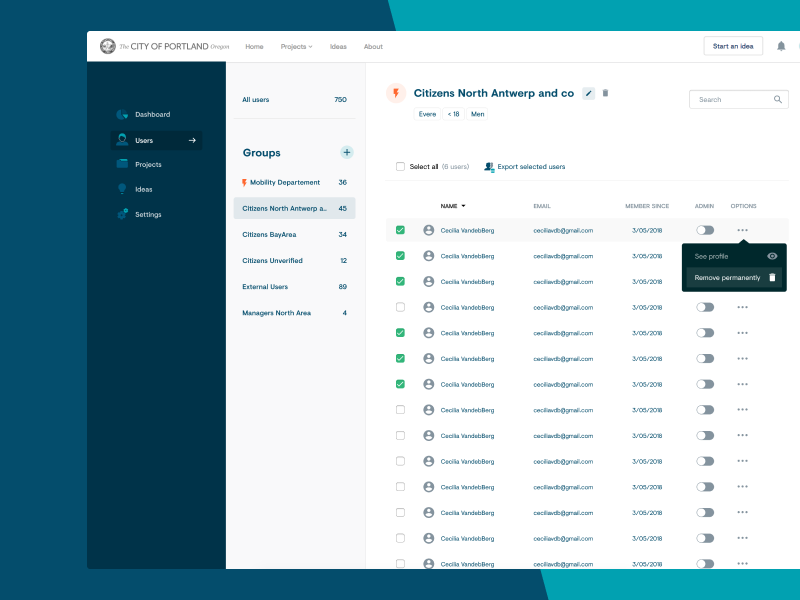 The CITY OF PORTLAND Oregon
Home
Projects
Ideas
About
Start an idea
Dashboard
Users
Projects
Ideas
Settings
All users 750
Groups
Mobility Departement 36
Citizens North Antwerp a... 45
Citizens BayArea 34
Citizens Unverified 12
External Users 89
Managers North Area 4
Citizens North Antwerp and co
Evere
< 18
Men
Search
Select all (6 users)
Export selected users
NAME EMAIL MEMBER SINCE ADMIN OPTIONS
Cecilia VandebBerg ceciliavdb@gmail.com 3/05/2018
See profile
Remove permanently
Cecilia VandebBerg ceciliavdb@gmail.com 3/05/2018
Cecilia VandebBerg ceciliavdb@gmail.com 3/05/2018
Cecilia VandebBerg ceciliavdb@gmail.com 3/05/2018
Cecilia VandebBerg ceciliavdb@gmail.com 3/05/2018
Cecilia VandebBerg ceciliavdb@gmail.com 3/05/2018
Cecilia VandebBerg ceciliavdb@gmail.com 3/05/2018
Cecilia VandebBerg ceciliavdb@gmail.com 3/05/2018
Cecilia VandebBerg ceciliavdb@gmail.com 3/05/2018
Cecilia VandebBerg ceciliavdb@gmail.com 3/05/2018
Cecilia VandebBerg ceciliavdb@gmail.com 3/05/2018
Cecilia VandebBerg ceciliavdb@gmail.com 3/05/2018
Cecilia VandebBerg ceciliavdb@gmail.com 3/05/2018
Cecilia VandebBerg ceciliavdb@gmail.com 3/05/2018